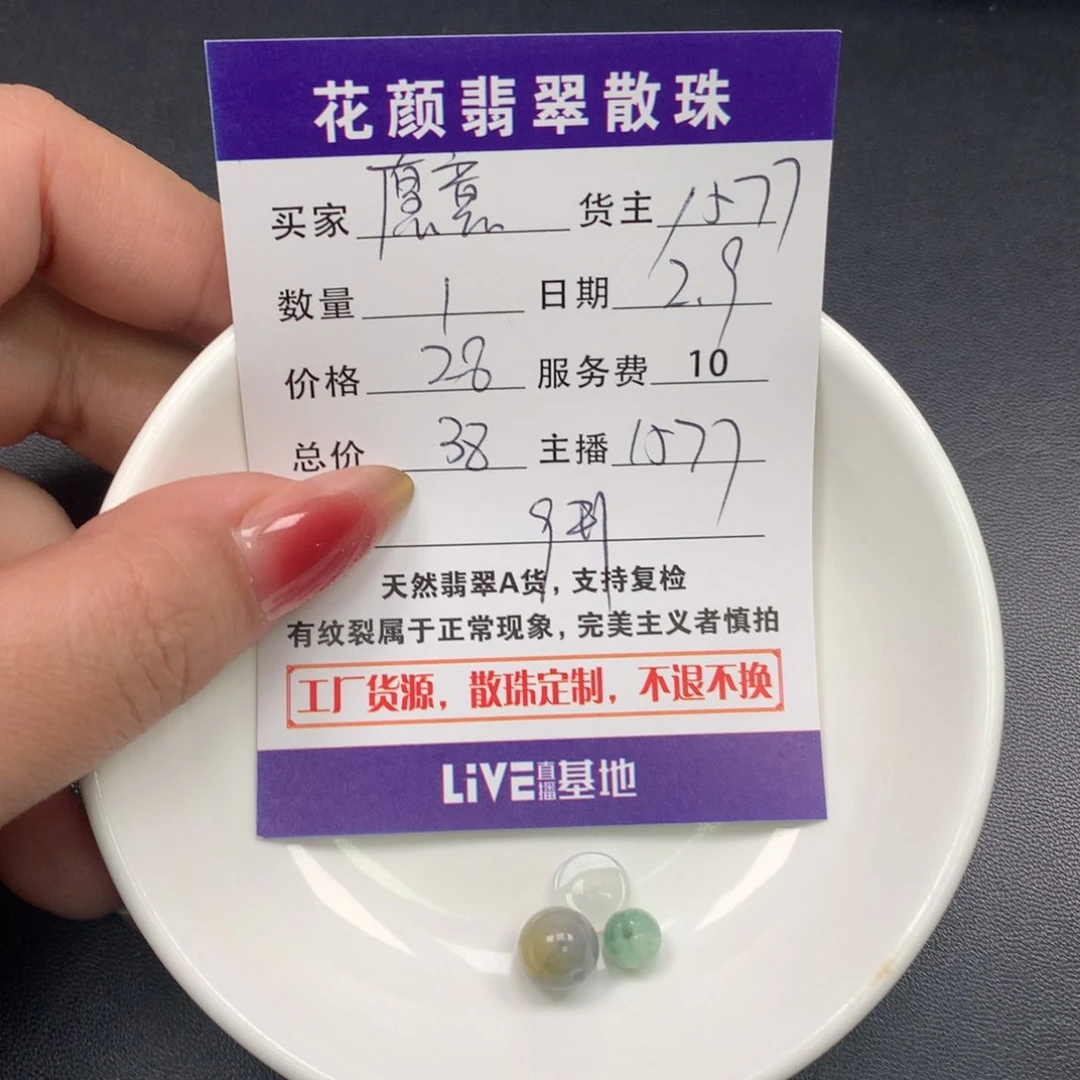 花颜翡翠散珠
买家 愿意 货主 1577
数量 1 日期 2.9
价格 28 服务费 10
总价 38 主播 1577
天然翡翠A货，支持复检
有纹裂属于正常现象，完美主义者慎拍
工厂货源，散珠定制，不退不换
LiVE直播基地